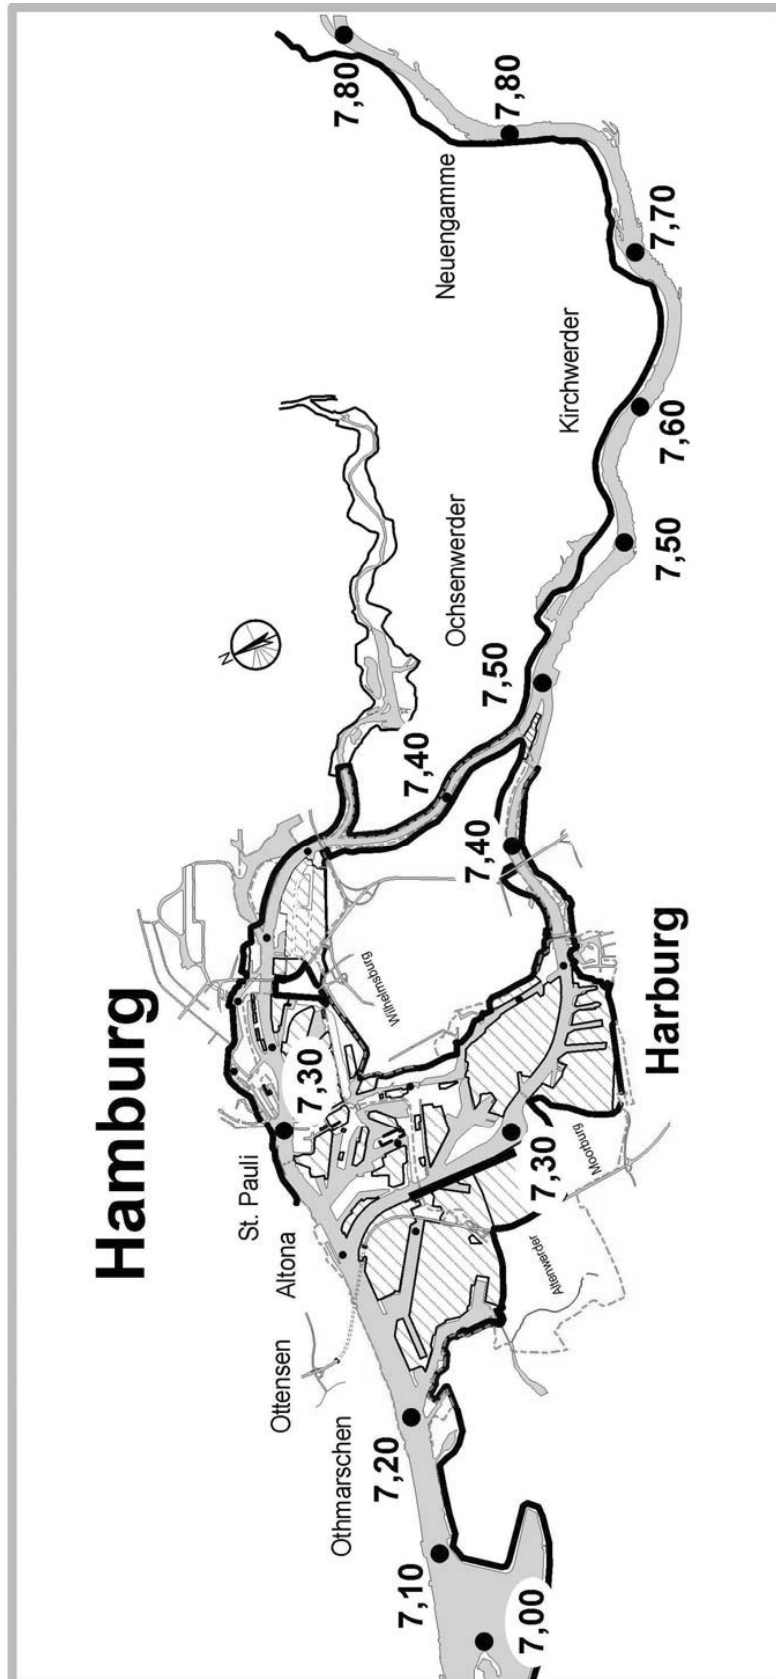 Hamburg
Harburg
St. Pauli
Altona
Ottensen
Othmarschen
Wilhelmsburg
Moorburg
Altenwerder
Ochsenwerder
Kirchwerder
Neuengamme
N
7,00
7,10
7,20
7,30
7,30
7,40
7,40
7,50
7,50
7,60
7,70
7,80
7,80